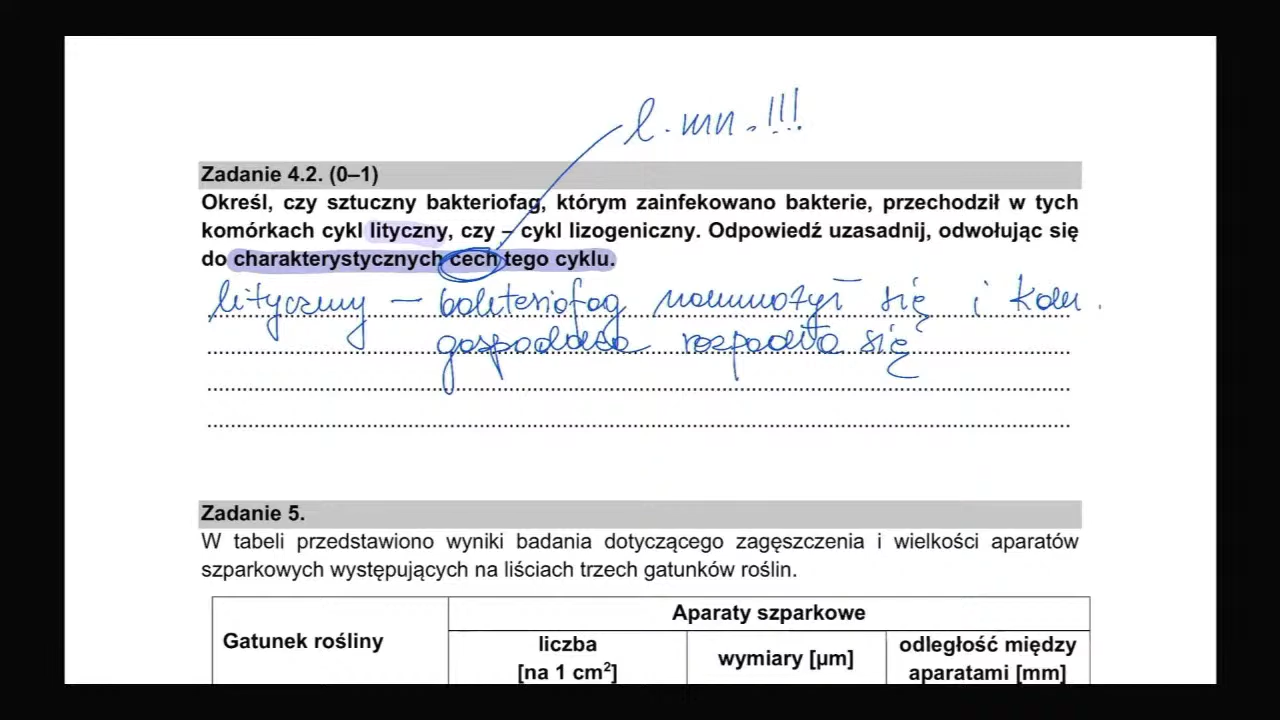 l. mn. !!!
Zadanie 4.2. (0–1)
Określ, czy sztuczny bakteriofag, którym zainfekowano bakterie, przechodził w tych
komórkach cykl lityczny, czy – cykl lizogeniczny. Odpowiedź uzasadnij, odwołując się
do charakterystycznych cech tego cyklu.
lityczny – bakteriofag namnożył się i kom.
gospodarza rozpadła się
Zadanie 5.
W tabeli przedstawiono wyniki badania dotyczącego zagęszczenia i wielkości aparatów
szparkowych występujących na liściach trzech gatunków roślin.
Gatunek rośliny
Aparaty szparkowe
liczba
[na 1 cm²]
wymiary [µm]
odległość między
aparatami [mm]